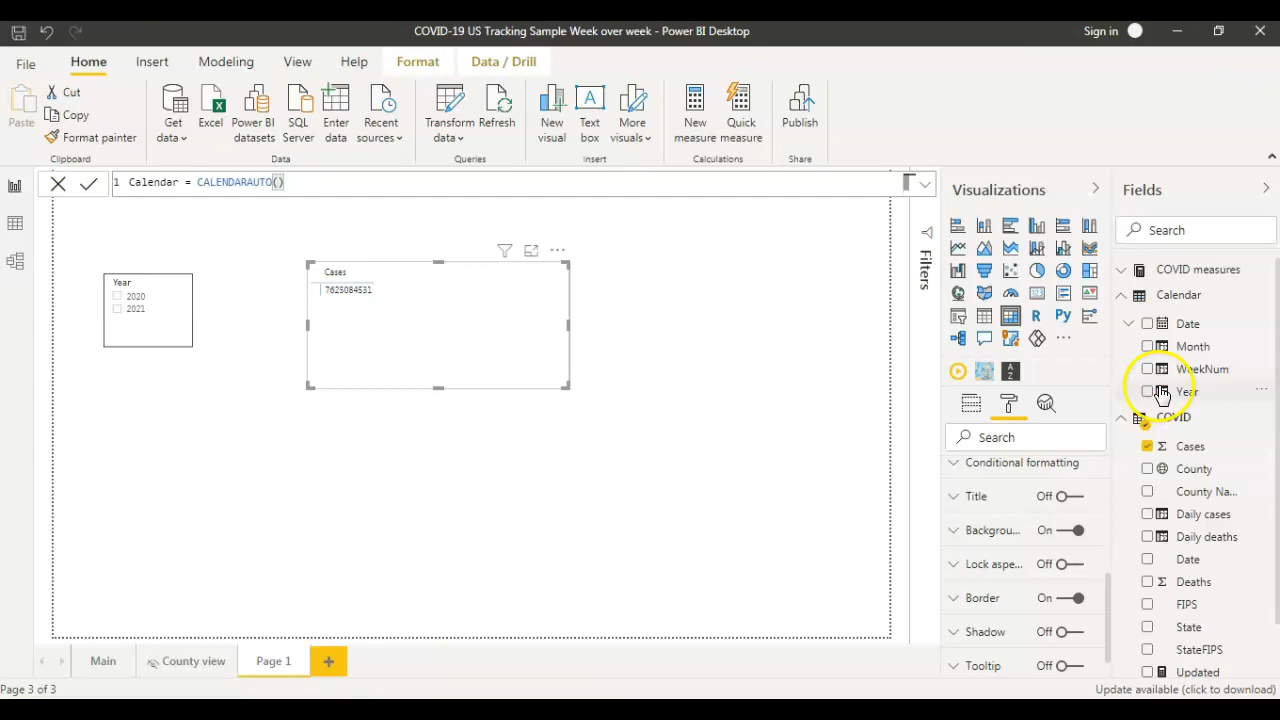 COVID-19 US Tracking Sample Week over week - Power BI Desktop
Sign in
File
Home
Insert
Modeling
View
Help
Format
Data / Drill
Paste
Cut
Copy
Format painter
Clipboard
Get data
Excel
Power BI datasets
SQL Server
Enter data
Recent sources
Data
Transform data
Refresh
Queries
New visual
Text box
More visuals
Insert
New measure
Quick measure
Calculations
Publish
Share
1 Calendar = CALENDARAUTO()
Year
2020
2021
Cases
7625084531
Filters
Visualizations
R
Py
Search
Conditional formatting
Title Off
Backgrou... On
Lock aspe... Off
Border On
Shadow Off
Tooltip Off
Fields
Search
COVID measures
Calendar
Date
Month
WeekNum
Year
COVID
Cases
County
County Na...
Daily cases
Daily deaths
Date
Deaths
FIPS
State
StateFIPS
Updated
Main
County view
Page 1
Page 3 of 3
Update available (click to download)